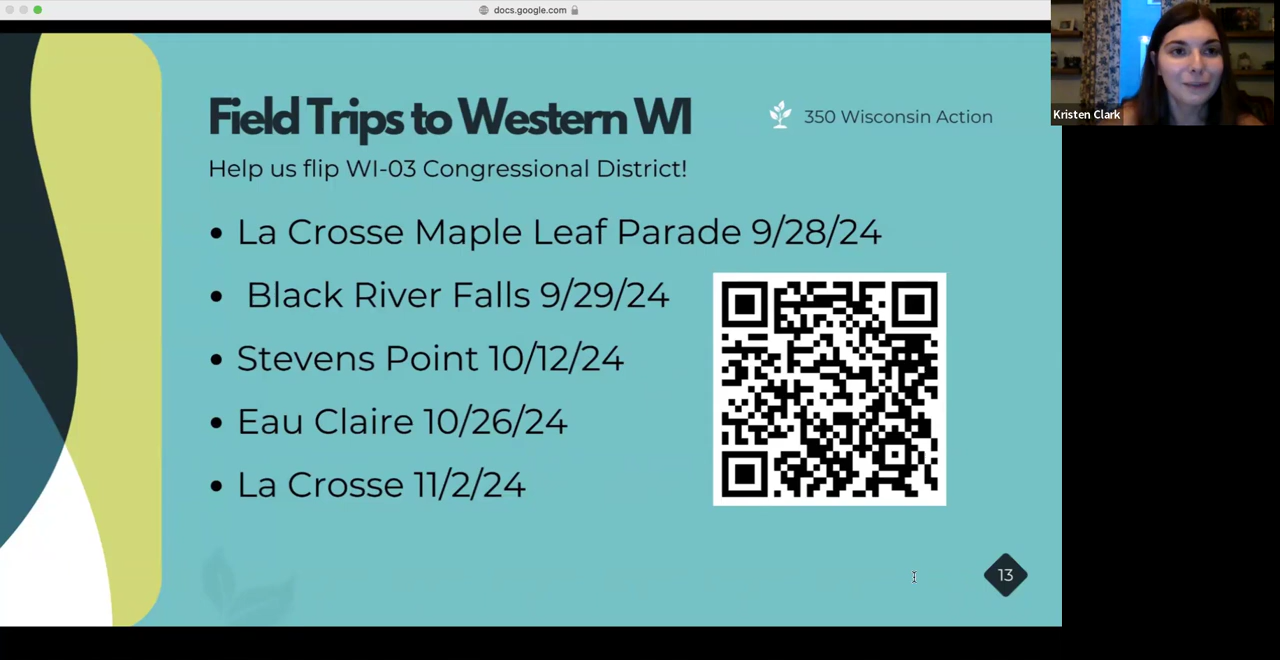 docs.google.com
Field Trips to Western WI
350 Wisconsin Action
Help us flip WI-03 Congressional District!
• La Crosse Maple Leaf Parade 9/28/24
• Black River Falls 9/29/24
• Stevens Point 10/12/24
• Eau Claire 10/26/24
• La Crosse 11/2/24
13
Kristen Clark